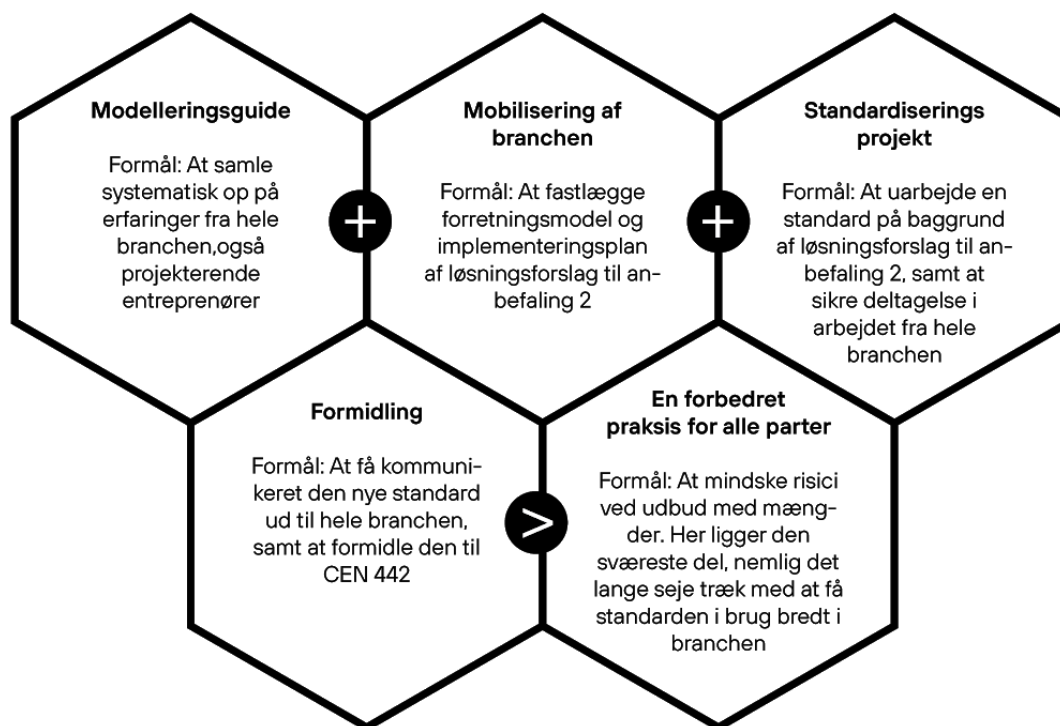 Modelleringsguide
Formål: At samle
systematisk op på
erfaringer fra hele
branchen,også
projekterende
entreprenører
+
Mobilisering af
branchen
Formål: At fastlægge
forretningsmodel og
implementeringsplan
af løsningsforslag til an-
befaling 2
+
Standardiserings
projekt
Formål: At uarbejde en
standard på baggrund
af løsningsforslag til an-
befaling 2, samt at
sikre deltagelse i
arbejdet fra hele
branchen
Formidling
Formål: At få kommuni-
keret den nye standard
ud til hele branchen,
samt at formidle den til
CEN 442
>
En forbedret
praksis for alle parter
Formål: At mindske risici
ved udbud med mæng-
der. Her ligger den
sværeste del, nemlig det
lange seje træk med at få
standarden i brug bredt i
branchen